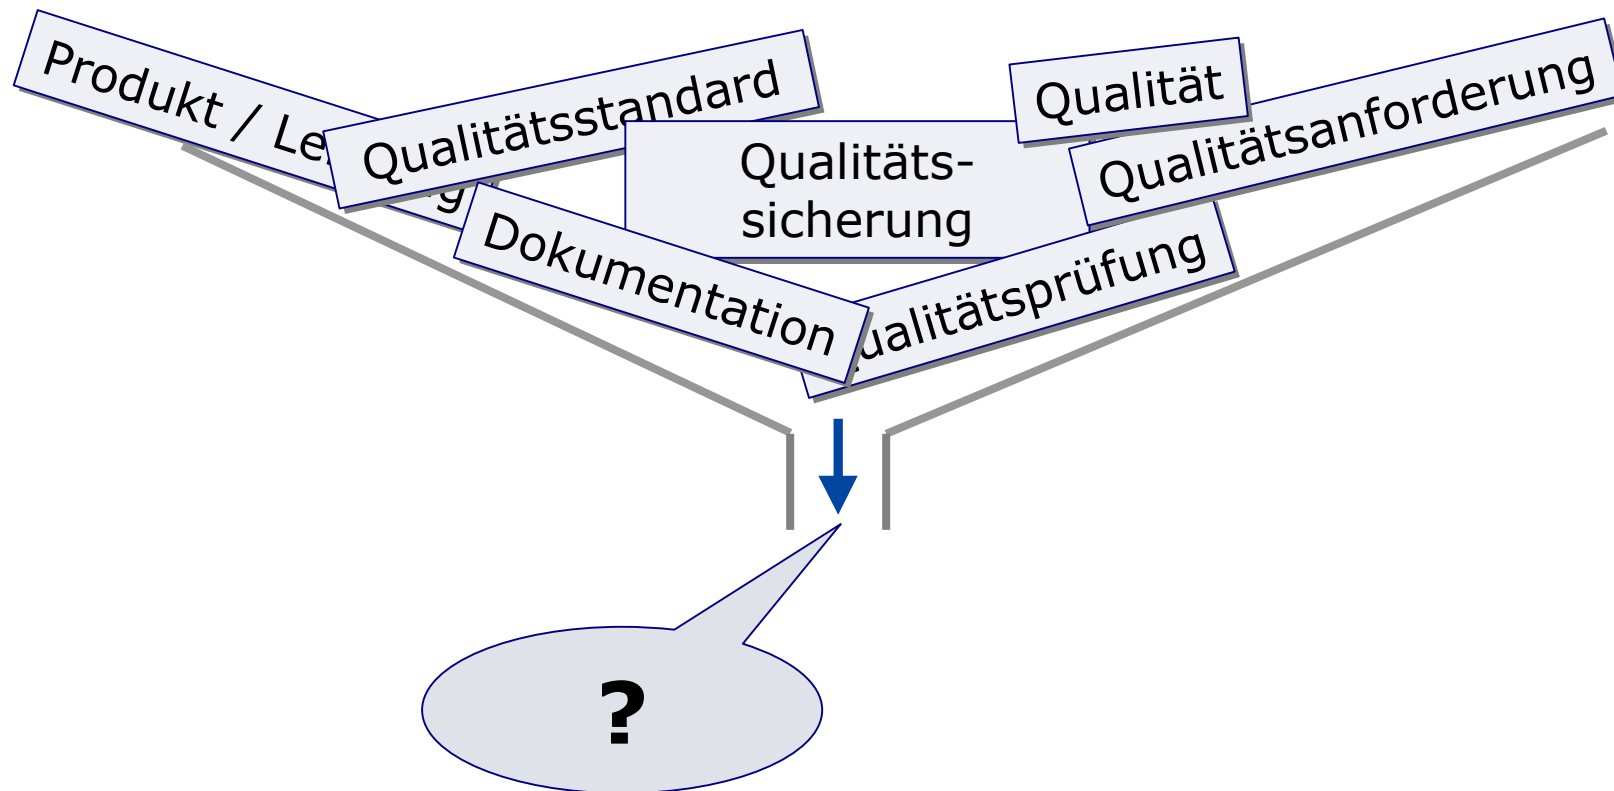 Produkt / Le
Qualitätsstandard
Qualität
Qualitätsanforderung
Qualitäts-
sicherung
Dokumentation
ualitätsprüfung
?